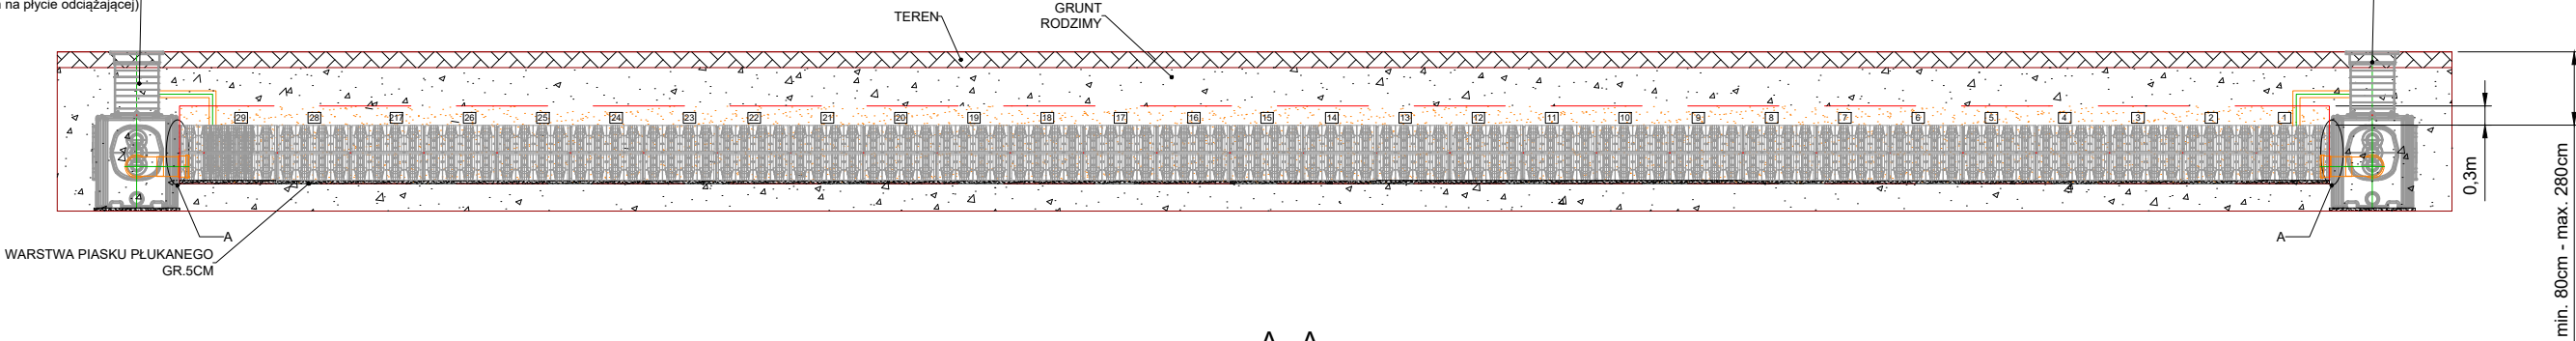 na płycie odciążającej)
TEREN
GRUNT
RODZIMY
29 28 217 26 25 24 23 22 21 20 19 18 17 16 15 14 13 12 11 10 9 8 7 6 5 4 3 2 1
0,3m
min. 80cm - max. 280cm
A
A
WARSTWA PIASKU PŁUKANEGO
GR.5CM
A A